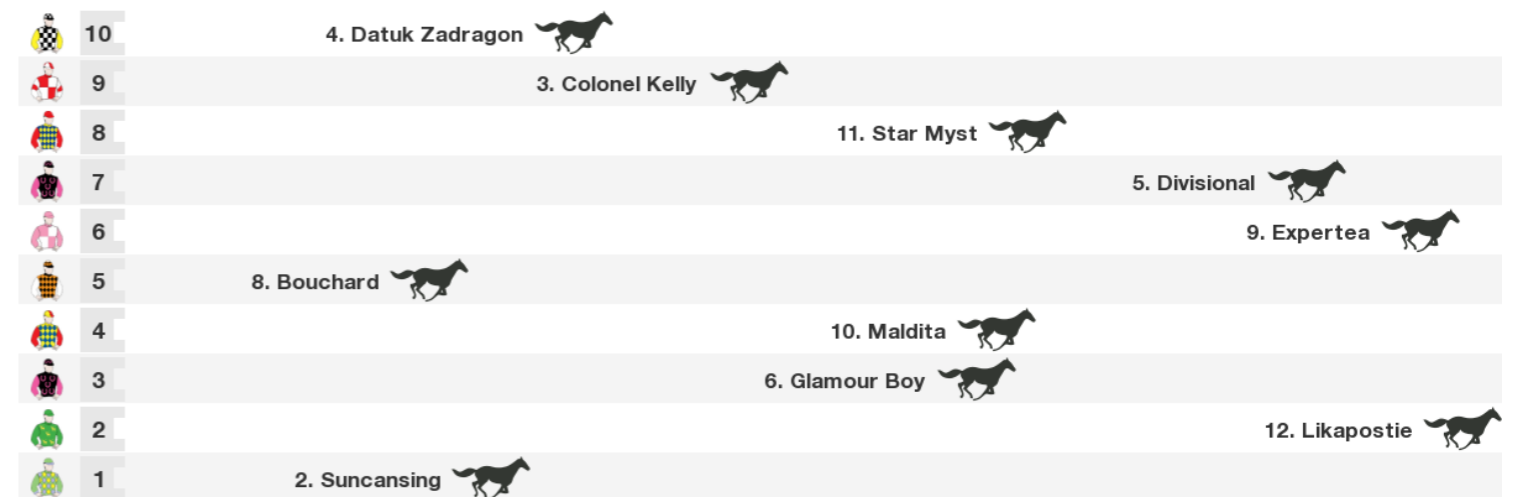 10 4. Datuk Zadragon
9 3. Colonel Kelly
8 11. Star Myst
7 5. Divisional
6 9. Expertea
5 8. Bouchard
4 10. Maldita
3 6. Glamour Boy
2 12. Likapostie
1 2. Suncansing